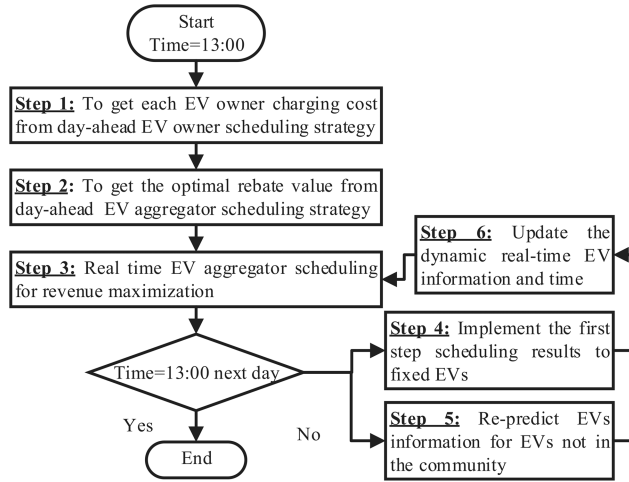 Start
Time=13:00
Step 1: To get each EV owner charging cost
from day-ahead EV owner scheduling strategy
Step 2: To get the optimal rebate value from
day-ahead EV aggregator scheduling strategy
Step 3: Real time EV aggregator scheduling
for revenue maximization
Step 6: Update the
dynamic real-time EV
information and time
Time=13:00 next day
Step 4: Implement the first
step scheduling results to
fixed EVs
Step 5: Re-predict EVs
information for EVs not in
the community
Yes
No
End